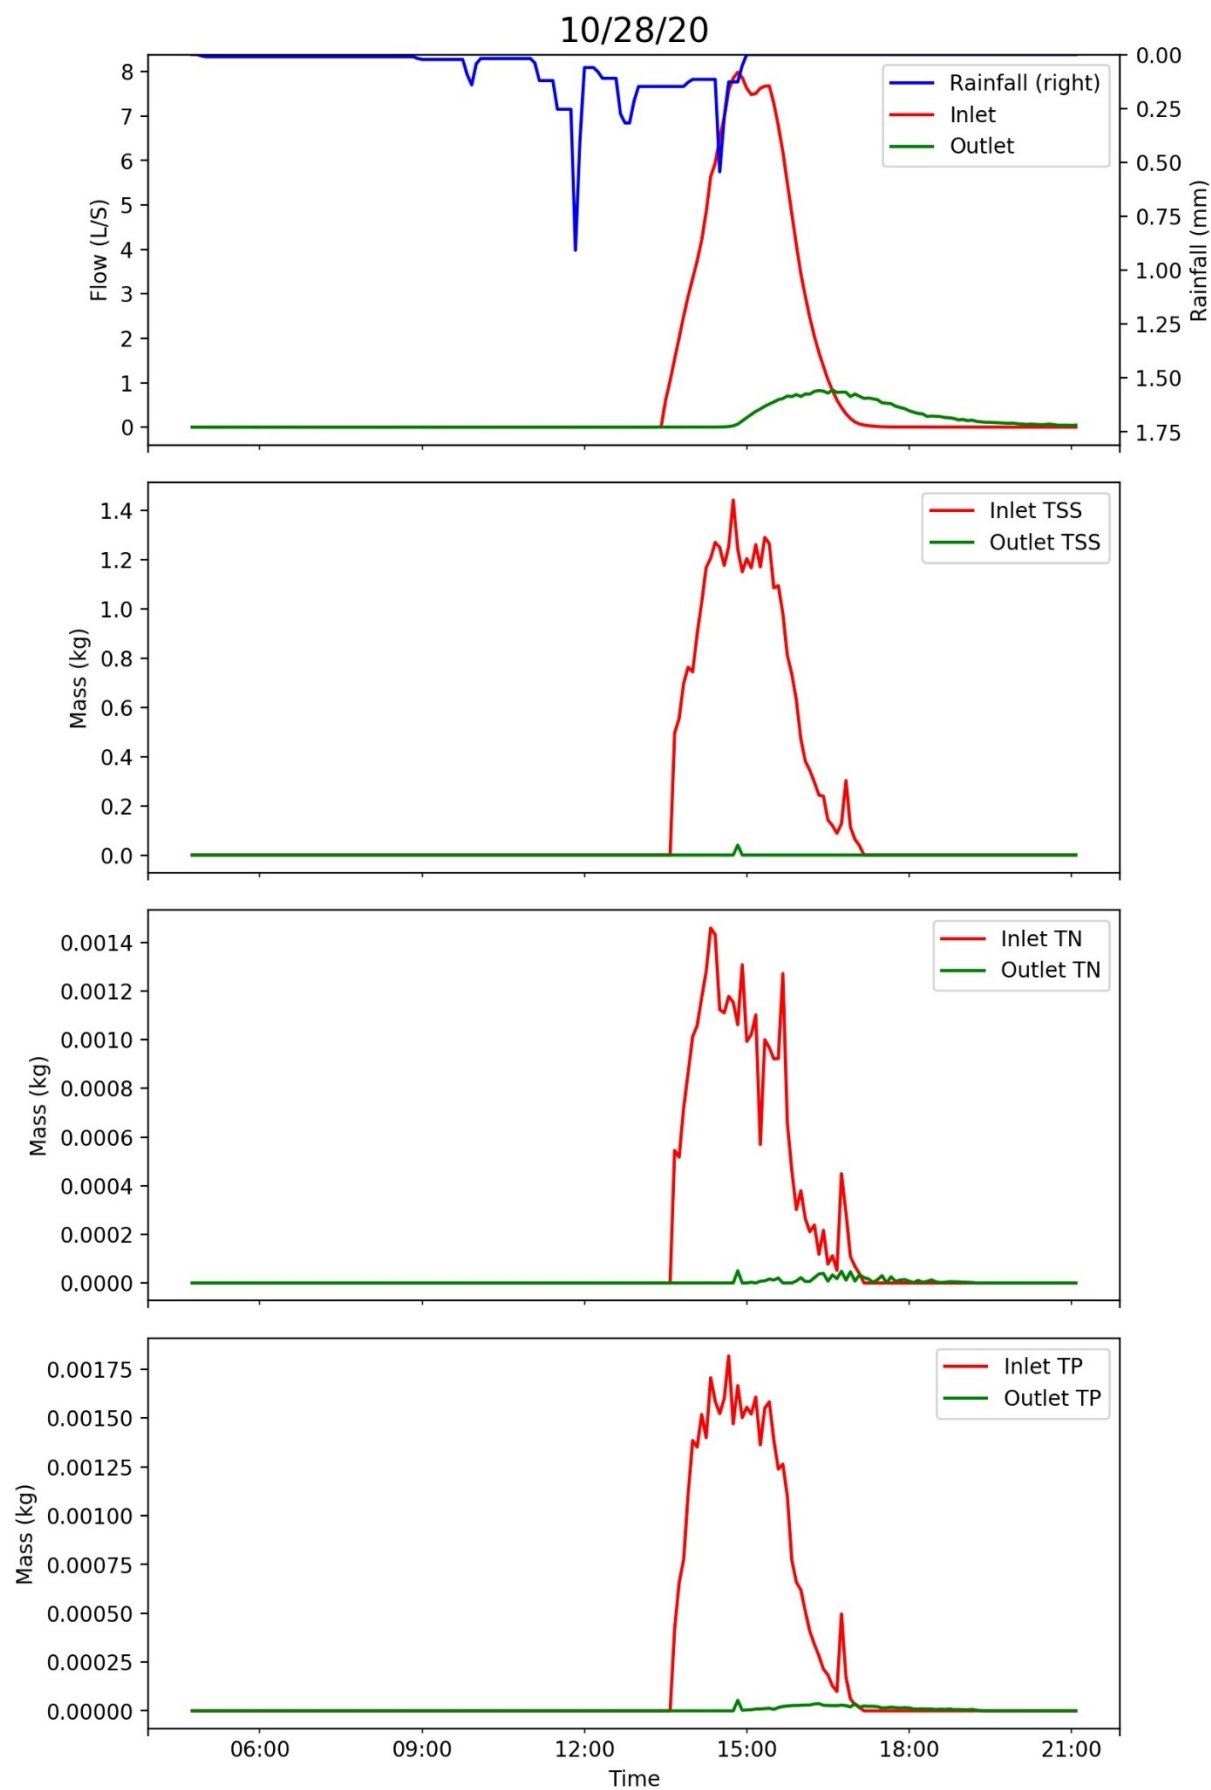 10/28/20
8
7
6
5
4
3
2
1
0
Flow (L/S)
0.00
0.25
0.50
0.75
1.00
1.25
1.50
1.75
Rainfall (mm)
Rainfall (right)
Inlet
Outlet
1.4
1.2
1.0
0.8
0.6
0.4
0.2
0.0
Mass (kg)
Inlet TSS
Outlet TSS
0.0014
0.0012
0.0010
0.0008
0.0006
0.0004
0.0002
0.0000
Mass (kg)
Inlet TN
Outlet TN
0.00175
0.00150
0.00125
0.00100
0.00075
0.00050
0.00025
0.00000
Mass (kg)
Inlet TP
Outlet TP
06:00 09:00 12:00 15:00 18:00 21:00
Time